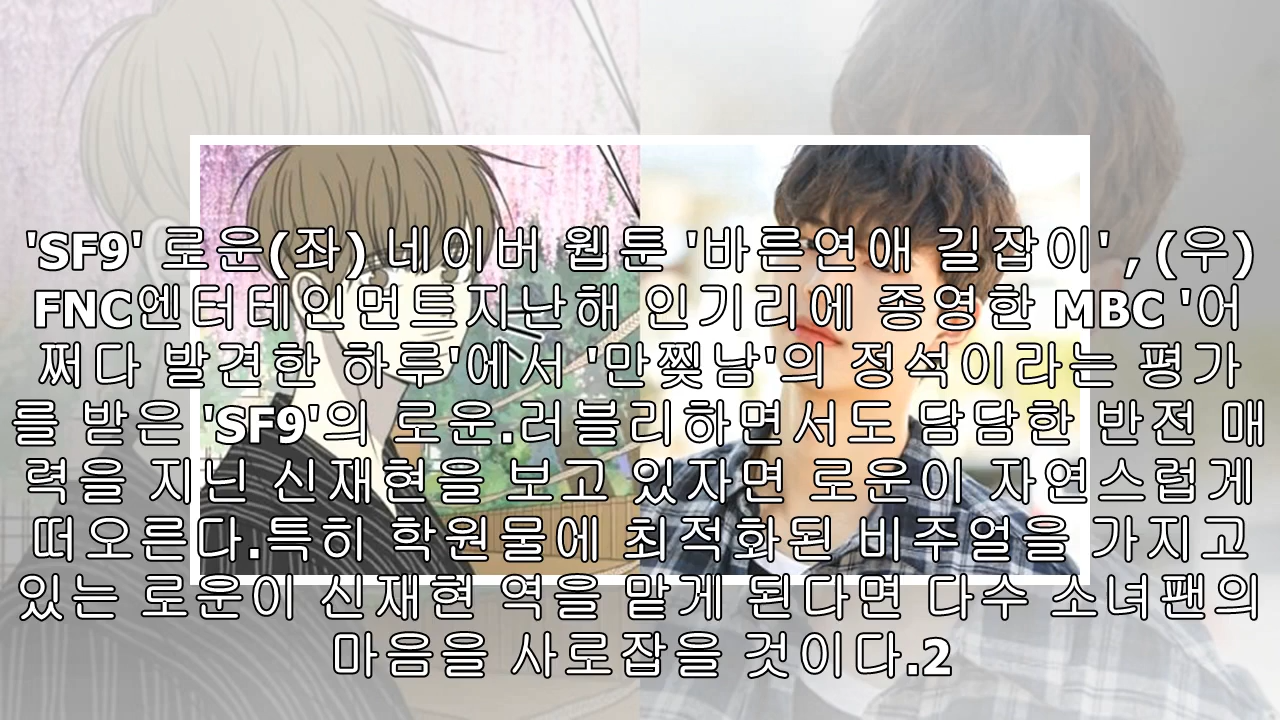 'SF9' 로운(좌) 네이버 웹툰 '바른연애 길잡이' , (우)
FNC엔터테인먼트지난해 인기리에 종영한 MBC '어
쩌다 발견한 하루'에서 '만찢남'의 정석이라는 평가
를 받은 'SF9'의 로운.러블리하면서도 담담한 반전 매
력을 지닌 신재현을 보고 있자면 로운이 자연스럽게
떠오른다.특히 학원물에 최적화된 비주얼을 가지고
있는 로운이 신재현 역을 맡게 된다면 다수 소녀팬의
마음을 사로잡을 것이다.2